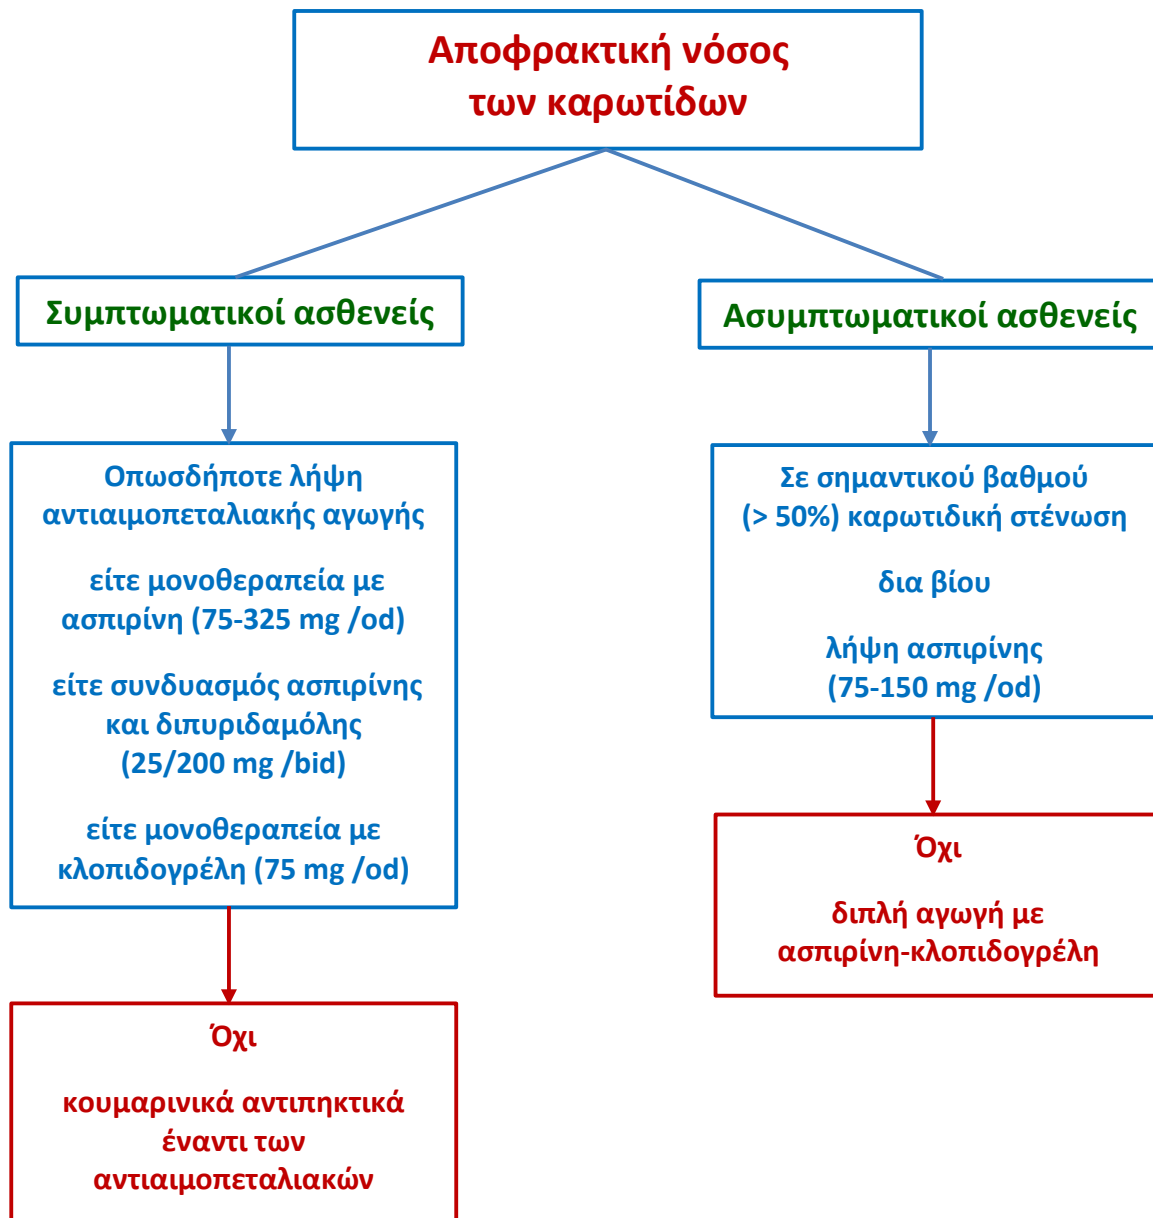 Αποφρακτική νόσος
των καρωτίδων
Συμπτωματικοί ασθενείς
Οπωσδήποτε λήψη
αντιαιμοπεταλιακής αγωγής
είτε μονοθεραπεία με
ασπιρίνη (75-325 mg /od)
είτε συνδυασμός ασπιρίνης
και διπυριδαμόλης
(25/200 mg /bid)
είτε μονοθεραπεία με
κλοπιδογρέλη (75 mg /od)
Όχι
κουμαρινικά αντιπηκτικά
έναντι των
αντιαιμοπεταλιακών
Ασυμπτωματικοί ασθενείς
Σε σημαντικού βαθμού
(> 50%) καρωτιδική στένωση
δια βίου
λήψη ασπιρίνης
(75-150 mg /od)
Όχι
διπλή αγωγή με
ασπιρίνη-κλοπιδογρέλη